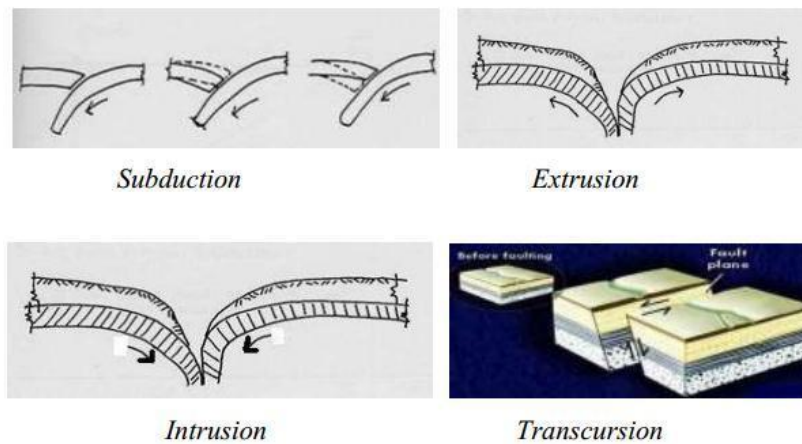 Subduction
Extrusion
Before faulting
Fault
plane
Intrusion
Transcursion